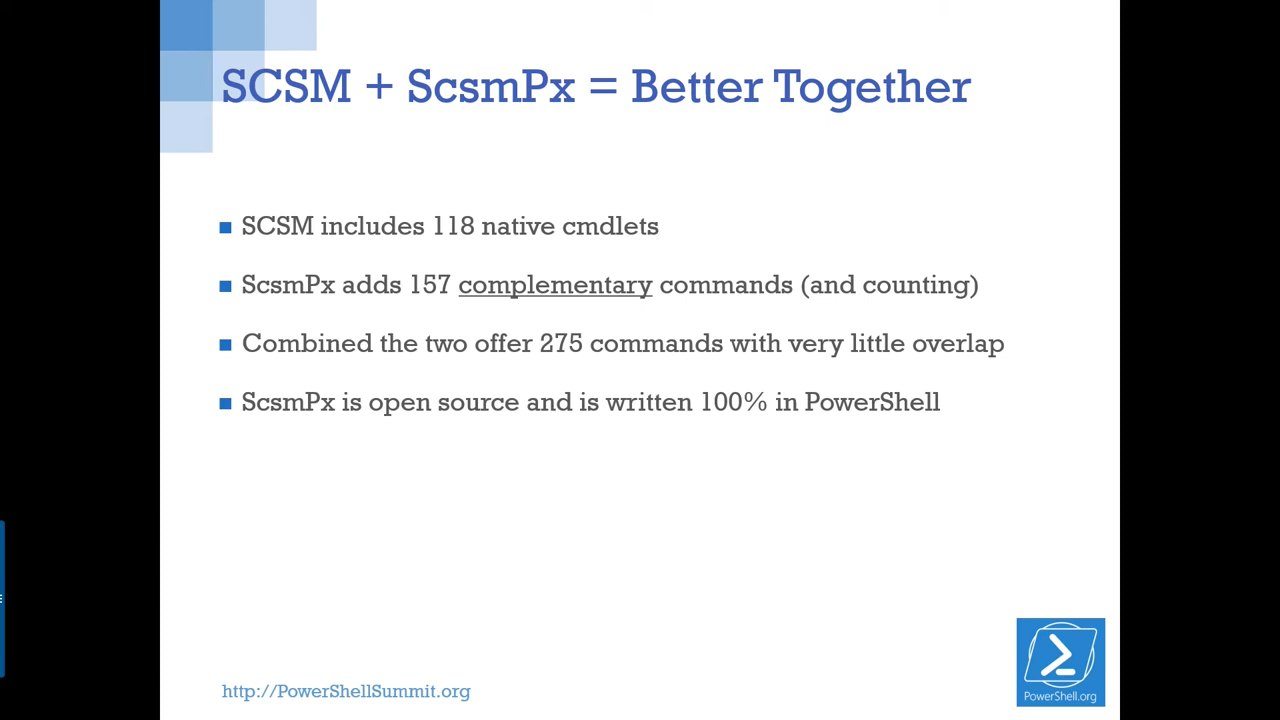 SCSM + ScsmPx = Better Together
SCSM includes 118 native cmdlets
ScsmPx adds 157 complementary commands (and counting)
Combined the two offer 275 commands with very little overlap
ScsmPx is open source and is written 100% in PowerShell
http://PowerShellSummit.org
PowerShell.org